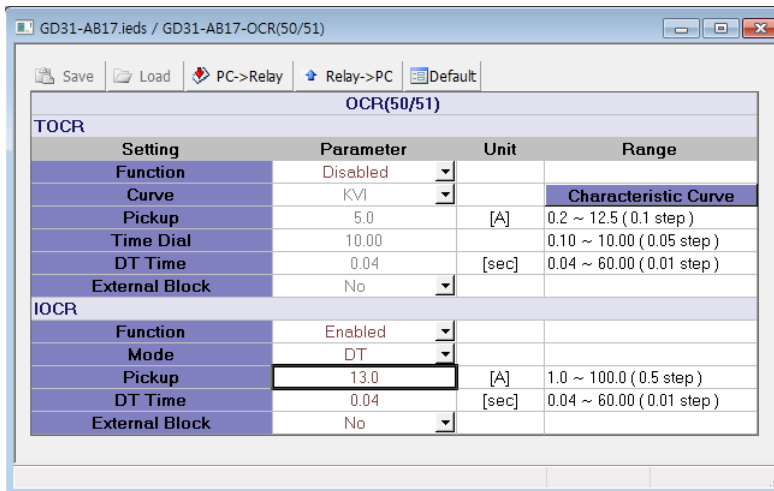 GD31-AB17.ieds / GD31-AB17-OCR(50/51)
Save Load PC->Relay Relay->PC Default
OCR(50/51)
TOCR
Setting Parameter Unit Range
Function Disabled
Curve KVI Characteristic Curve
Pickup 5.0 [A] 0.2 ~ 12.5 ( 0.1 step )
Time Dial 10.00 0.10 ~ 10.00 ( 0.05 step )
DT Time 0.04 [sec] 0.04 ~ 60.00 ( 0.01 step )
External Block No
IOCR
Function Enabled
Mode DT
Pickup 13.0 [A] 1.0 ~ 100.0 ( 0.5 step )
DT Time 0.04 [sec] 0.04 ~ 60.00 ( 0.01 step )
External Block No